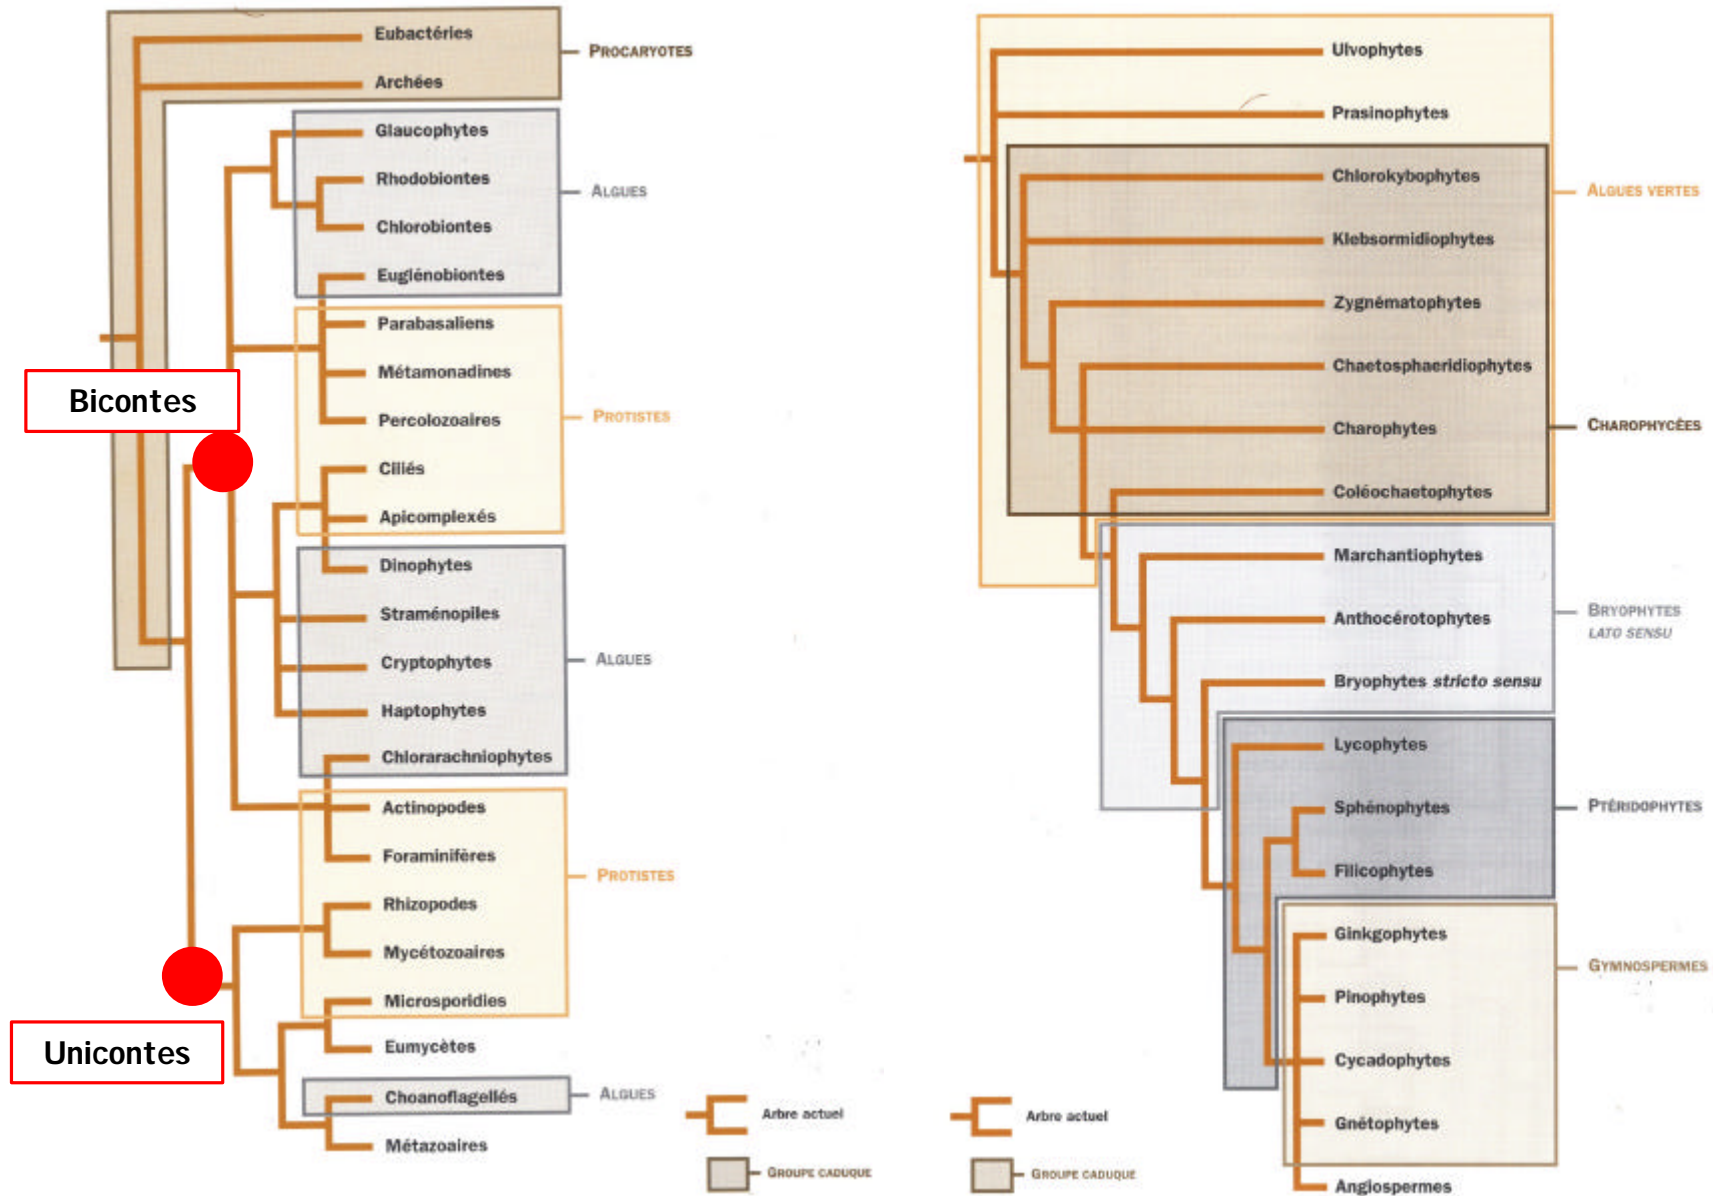 Eubactéries
Archées
PROCARYOTES
Glaucophytes
Rhodobiontes
Chlorobiontes
Euglénobiontes
ALGUES
Parabasaliens
Métamonadines
Percolozoaires
Ciliés
Apicomplexés
PROTISTES
Dinophytes
Straménopiles
Cryptophytes
Haptophytes
Chlorarachniophytes
ALGUES
Actinopodes
Foraminifères
Rhizopodes
Mycétozoaires
Microsporidies
PROTISTES
Eumycètes
Choanoflagellés
ALGUES
Métazoaires
Bicontes
Unicontes
Arbre actuel
GROUPE CADUQUE
Ulvophytes
Prasinophytes
Chlorokybophytes
Klebsormidiophytes
Zygnématophytes
Chaetosphaeridiophytes
Charophytes
Coléochaetophytes
ALGUES VERTES
CHAROPHYCÉES
Marchantiophytes
Anthocérotophytes
Bryophytes stricto sensu
BRYOPHYTES
LATO SENSU
Lycophytes
Sphénophytes
Filicophytes
PTÉRIDOPHYTES
Ginkgophytes
Pinophytes
Cycadophytes
Gnétophytes
GYMNOSPERMES
Angiospermes
Arbre actuel
GROUPE CADUQUE